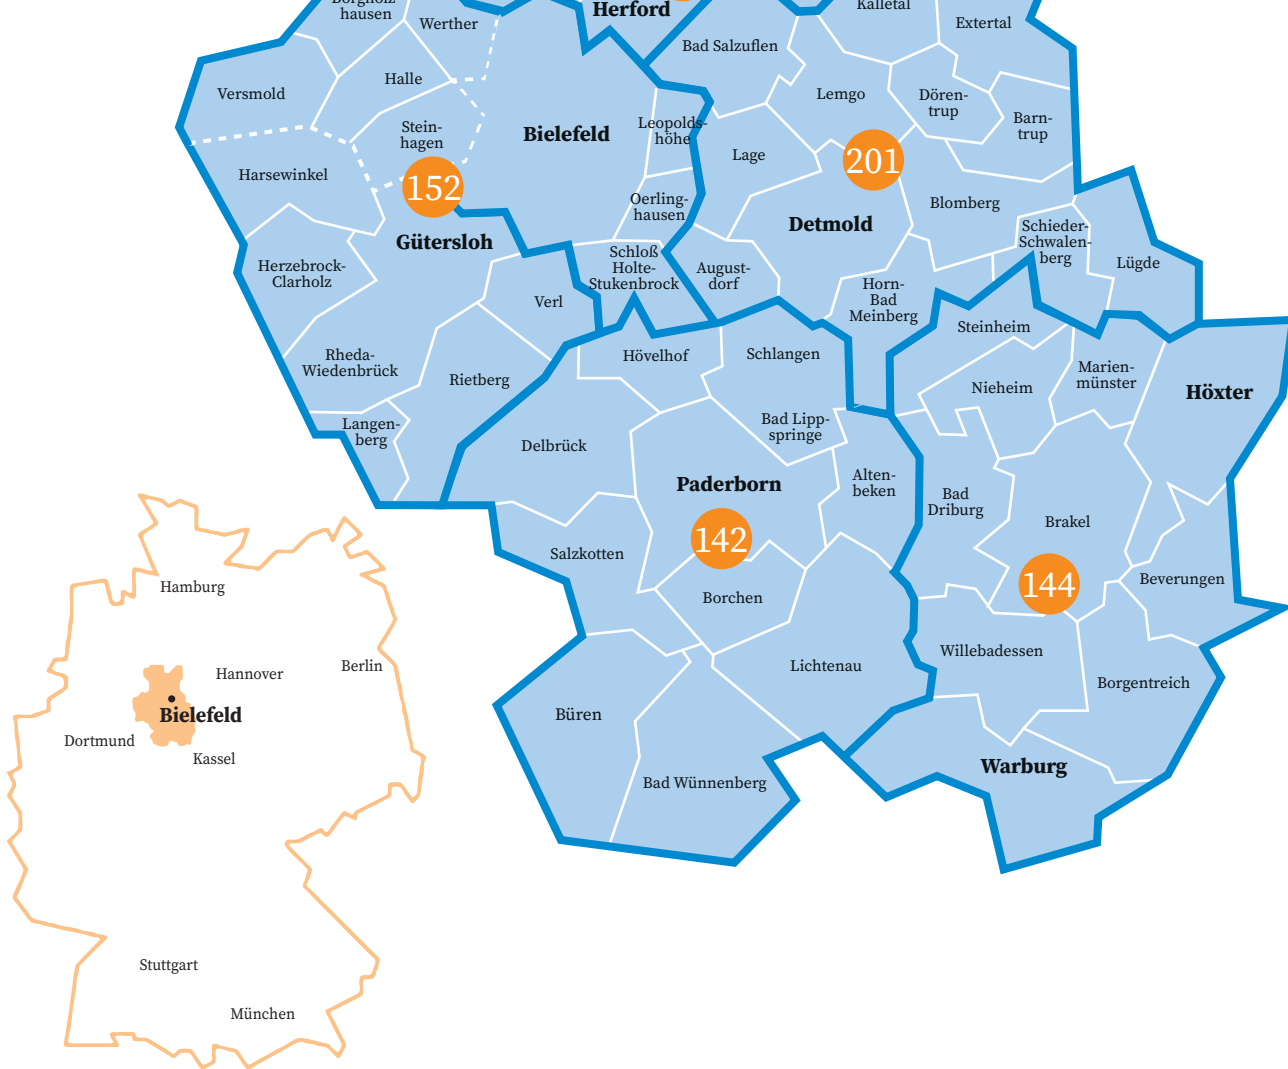 Borgholz-
hausen
Werther
Herford
Kalletal
Extertal
Bad Salzuflen
Versmold
Halle
Lemgo
Dören-
trup
Barn-
trup
Stein-
hagen
Bielefeld
Leopolds-
höhe
Lage
201
Harsewinkel
152
Oerling-
hausen
Detmold
Blomberg
Gütersloh
Schieder-
Schwalen-
berg
Lügde
Herzebrock-
Clarholz
Schloß
Holte-
Stukenbrock
August-
dorf
Verl
Horn-
Bad
Meinberg
Steinheim
Rheda-
Wiedenbrück
Rietberg
Hövelhof
Schlangen
Nieheim
Marien-
münster
Höxter
Langen-
berg
Delbrück
Bad Lipp-
springe
Paderborn
Alten-
beken
Bad
Driburg
Brakel
142
Salzkotten
144
Beverungen
Borchen
Willebadessen
Lichtenau
Borgentreich
Büren
Warburg
Bad Wünnenberg
Hamburg
Hannover
Berlin
Bielefeld
Dortmund
Kassel
Stuttgart
München